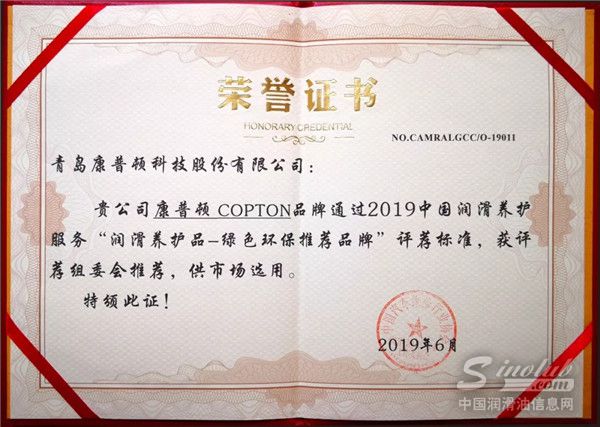 荣誉证书
HONORARY CREDENTIAL
NO.CAMRALGCC/O-19011
青岛康普顿科技股份有限公司：
贵公司康普顿 COPTON品牌通过2019中国润滑养护
服务“润滑养护品–绿色环保推荐品牌”评荐标准，获评
荐组委会推荐，供市场选用。
特颁此证！
2019年6月
Sinolub
.com
中国润滑油信息网